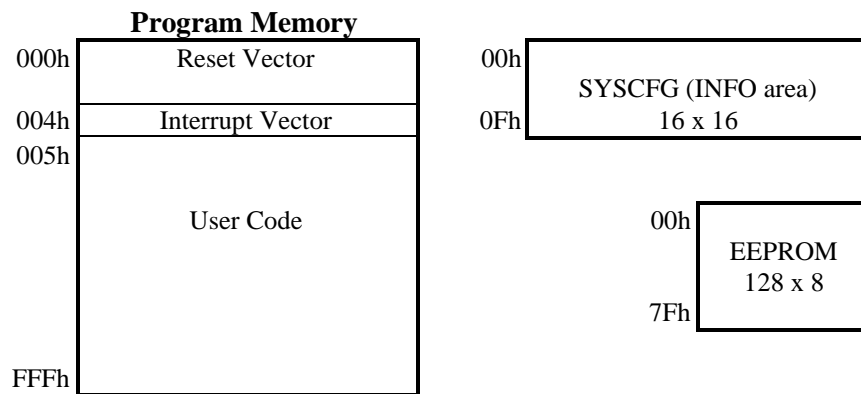 Program Memory
000h
Reset Vector
004h
Interrupt Vector
005h
User Code
FFFh
00h
SYSCFG (INFO area)
0Fh
16 x 16
00h
EEPROM
128 x 8
7Fh